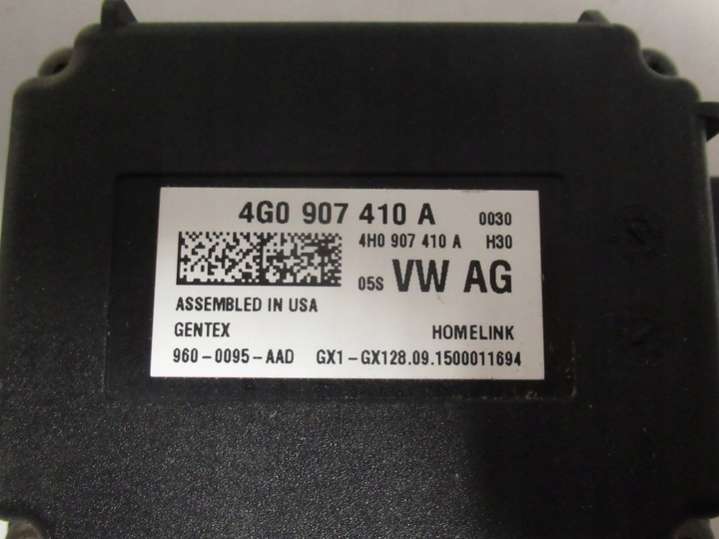 4G0 907 410 A 0030
4H0 907 410 A H30
05S VW AG
ASSEMBLED IN USA
GENTEX HOMELINK
960-0095-AAD GX1-GX128.09.1500011694